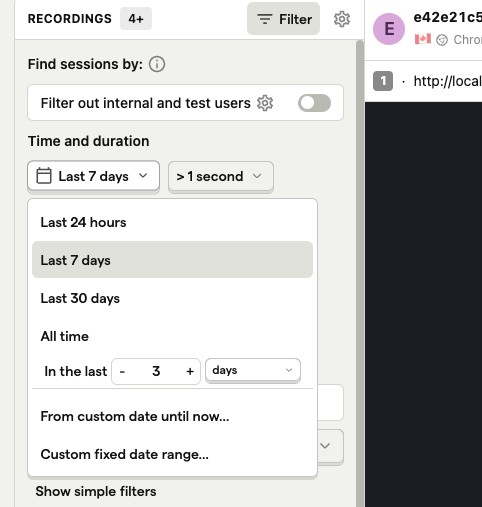 RECORDINGS 4+ Filter
E e42e21c5
Chro
Find sessions by:
1 · http://local
Filter out internal and test users
Time and duration
Last 7 days > 1 second
Last 24 hours
Last 7 days
Last 30 days
All time
In the last - 3 + days
From custom date until now...
Custom fixed date range...
Show simple filters